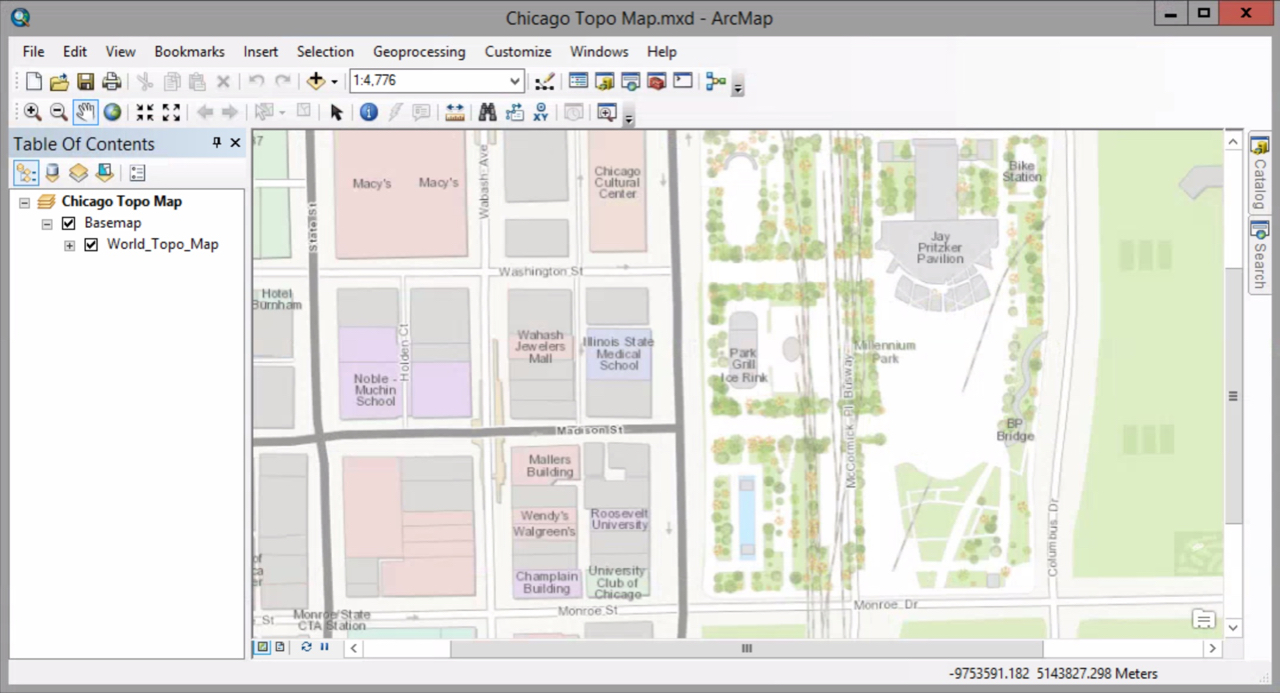 Chicago Topo Map.mxd - ArcMap
File Edit View Bookmarks Insert Selection Geoprocessing Customize Windows Help
1:4,776
Table Of Contents
Chicago Topo Map
Basemap
World_Topo_Map
Macy's
Macy's
Wabash Ave
State St
Chicago
Cultural
Center
Bike
Station
Jay
Pritzker
Pavilion
Washington St
Hotel
Burnham
Holden Ct
Wabash
Jewelers
Mall
Illinois State
Medical
School
Park
Grill
Ice Rink
Millennium
Park
Noble -
Muchin
School
McCormick Pl Busway
BP
Bridge
Madison St
Mallers
Building
Wendy's
Walgreen's
Roosevelt
University
Columbus Dr
Champlain
Building
University
Club of
Chicago
Monroe St
Monroe Dr
Monroe/State
CTA Station
St
Catalog
Search
-9753591.182 5143827.298 Meters